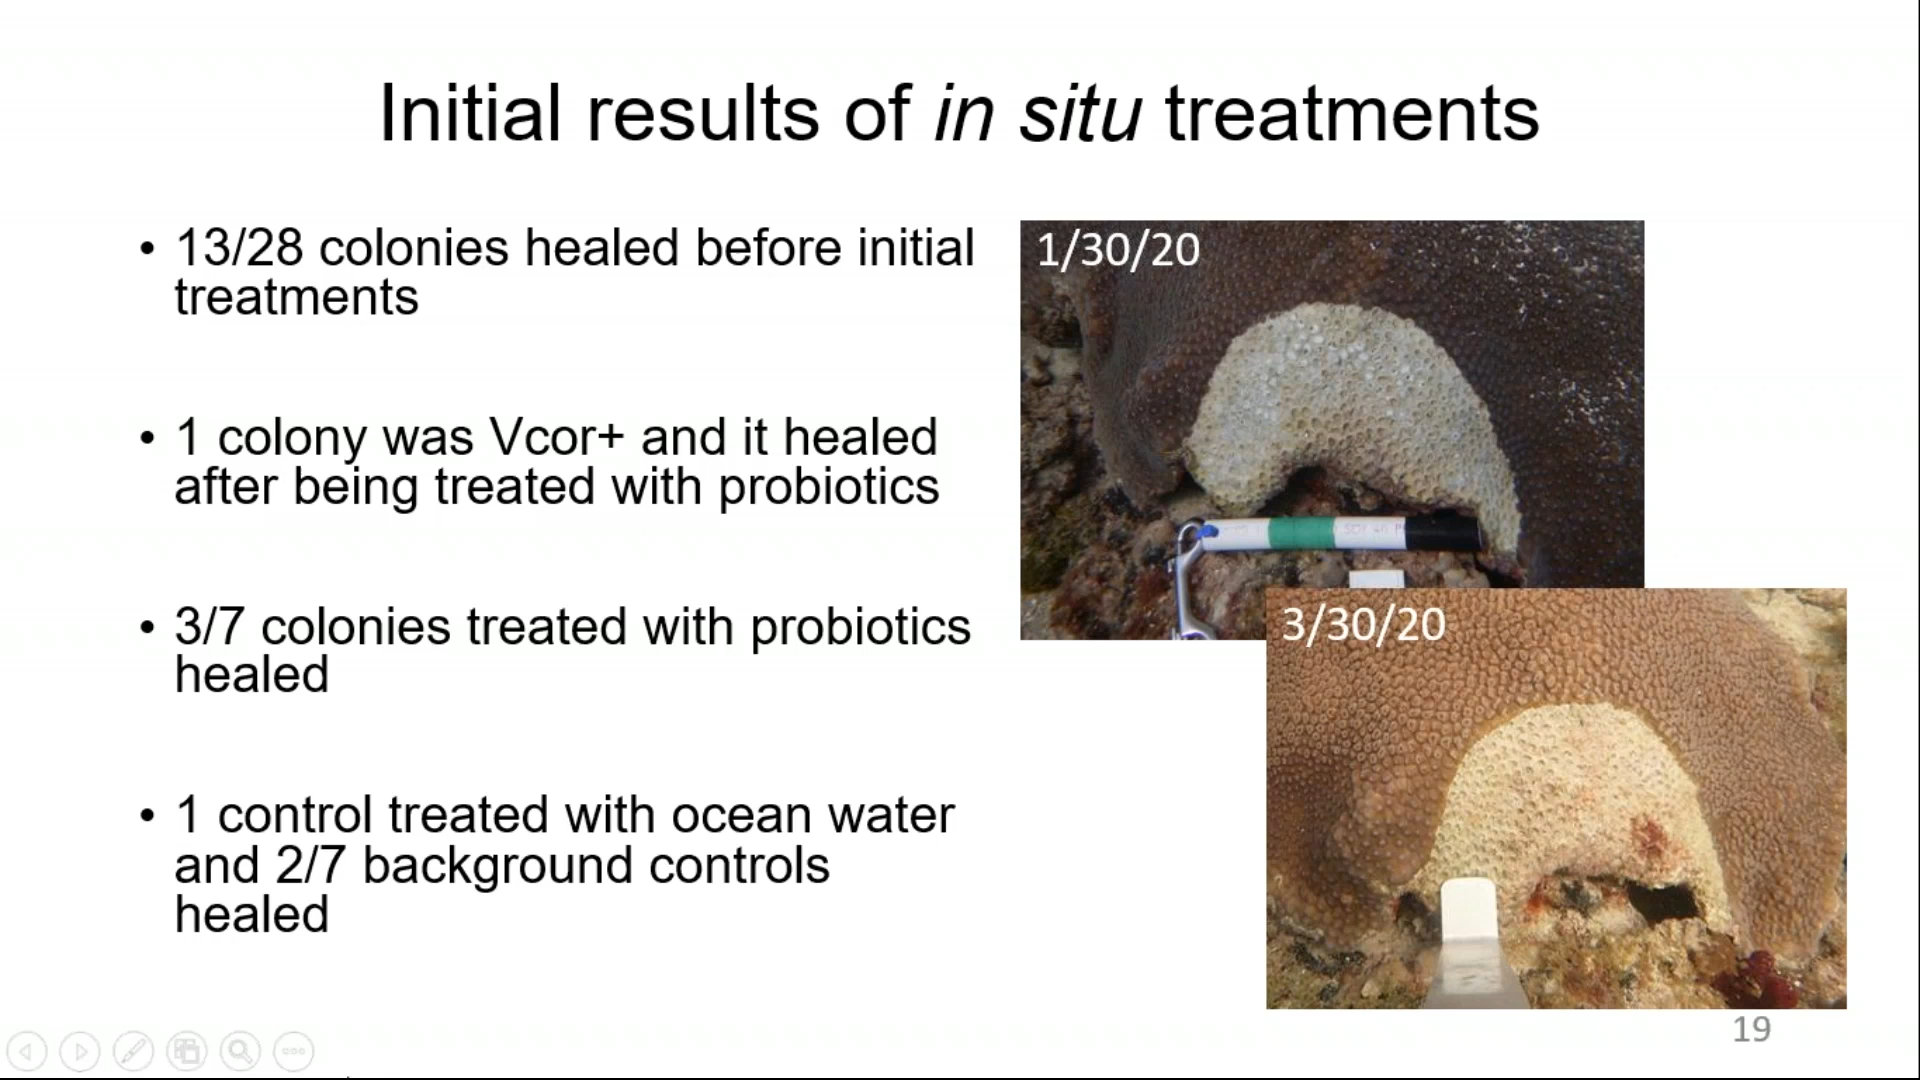 Initial results of in situ treatments
• 13/28 colonies healed before initial
treatments
• 1 colony was Vcor+ and it healed
after being treated with probiotics
• 3/7 colonies treated with probiotics
healed
• 1 control treated with ocean water
and 2/7 background controls
healed
1/30/20
3/30/20
19